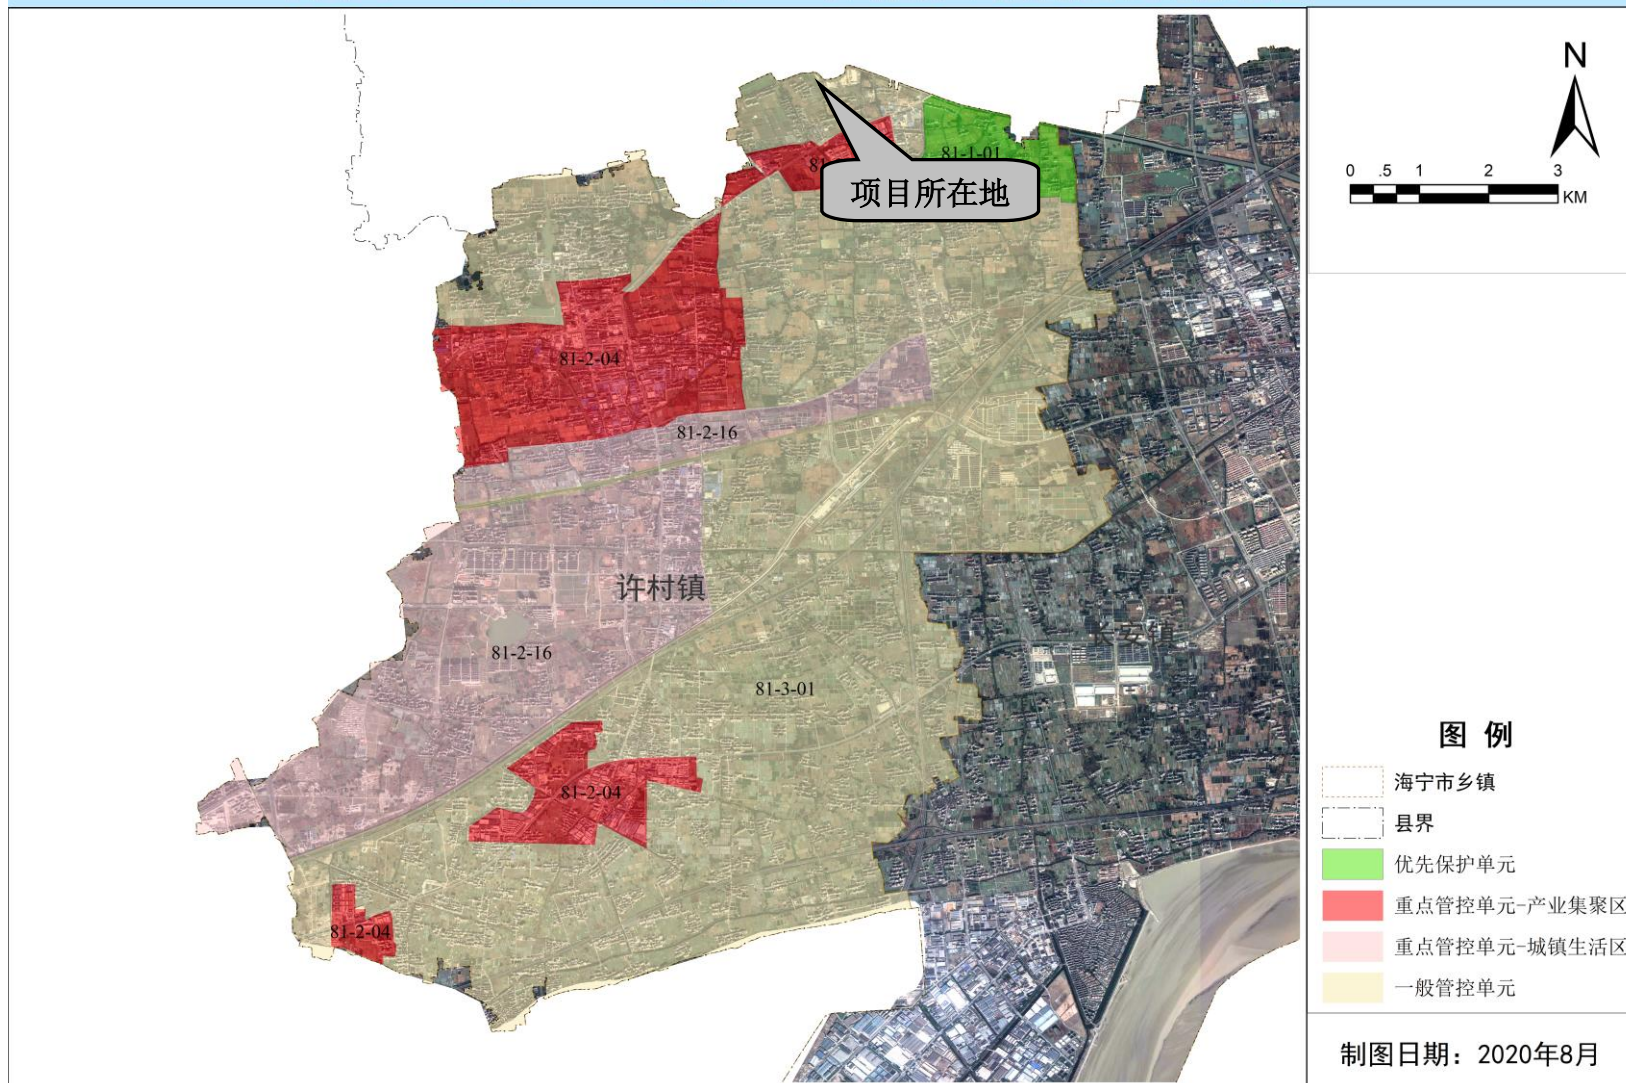 N
0 .5 1 2 3
KM
81-1-01
81
项目所在地
81-2-04
81-2-16
许村镇
长安镇
81-2-16
81-3-01
81-2-04
81-2-04
图 例
海宁市乡镇
县界
优先保护单元
重点管控单元-产业集聚区
重点管控单元-城镇生活区
一般管控单元
制图日期：2020年8月